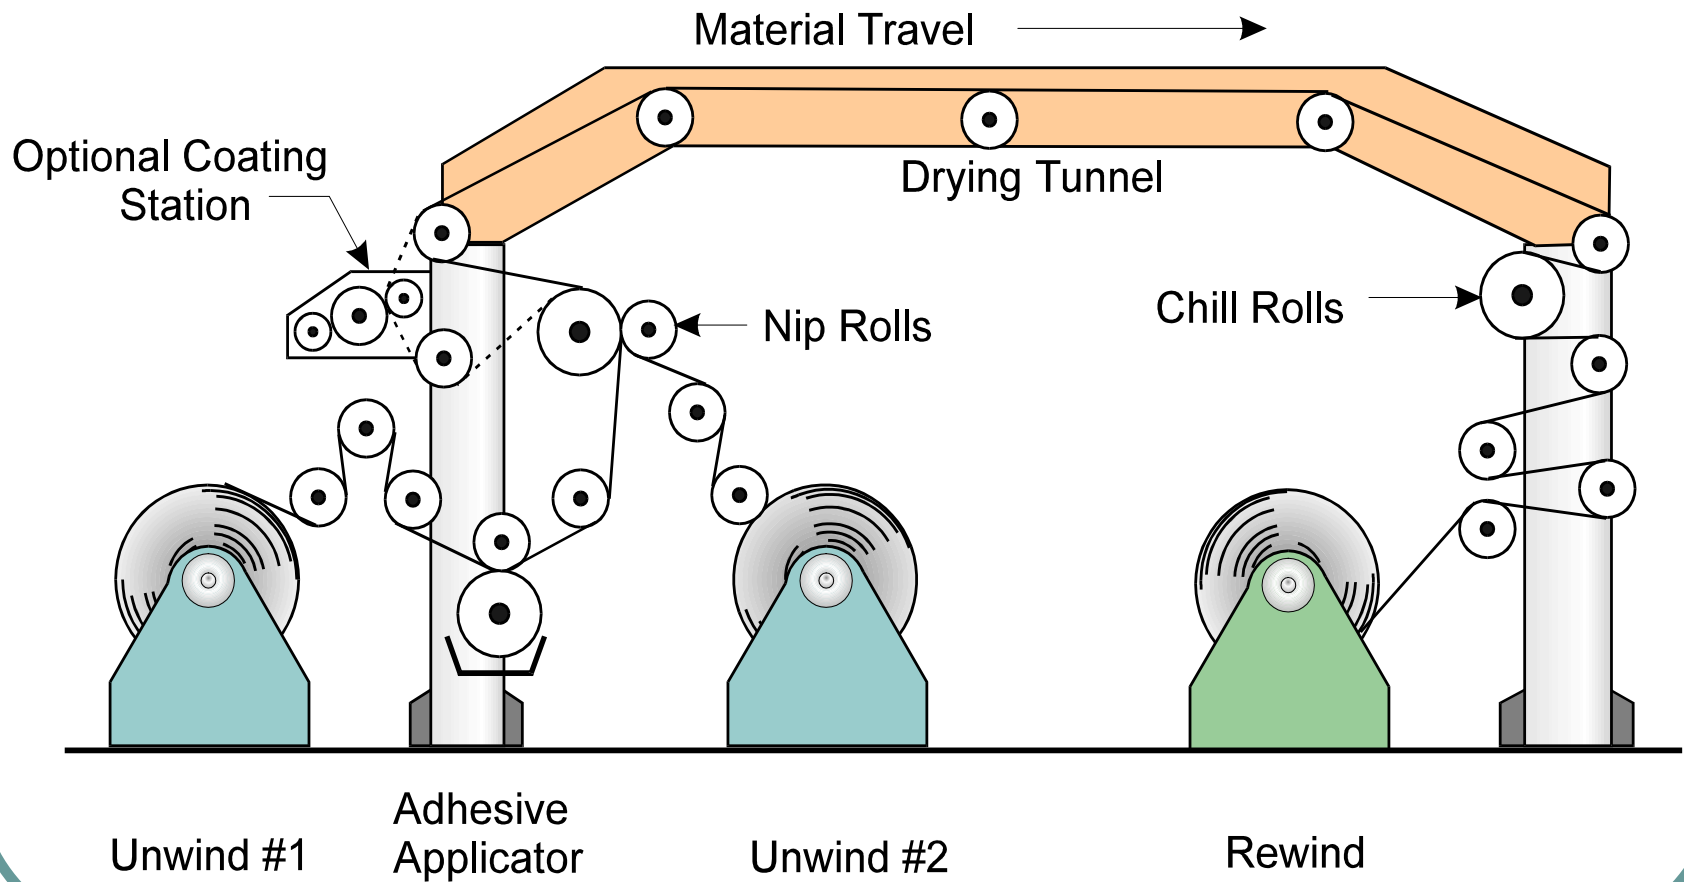 Material Travel
Optional Coating
Station
Drying Tunnel
Nip Rolls
Chill Rolls
Unwind #1
Adhesive
Applicator
Unwind #2
Rewind